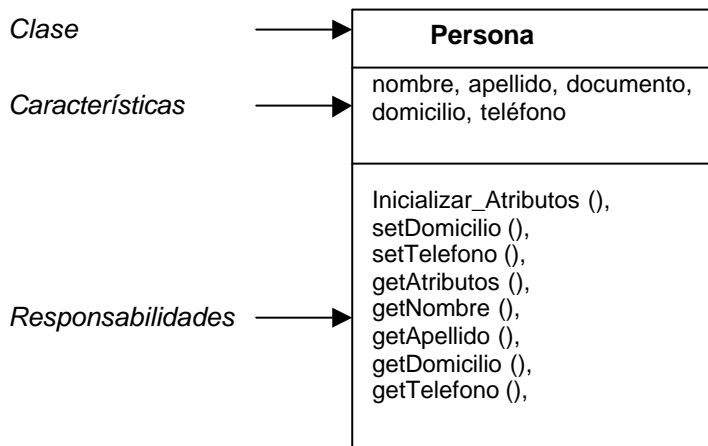 Clase
Persona
Características
nombre, apellido, documento,
domicilio, teléfono
Responsabilidades
Inicializar_Atributos (),
setDomicilio (),
setTelefono (),
getAtributos (),
getNombre (),
getApellido (),
getDomicilio (),
getTelefono (),